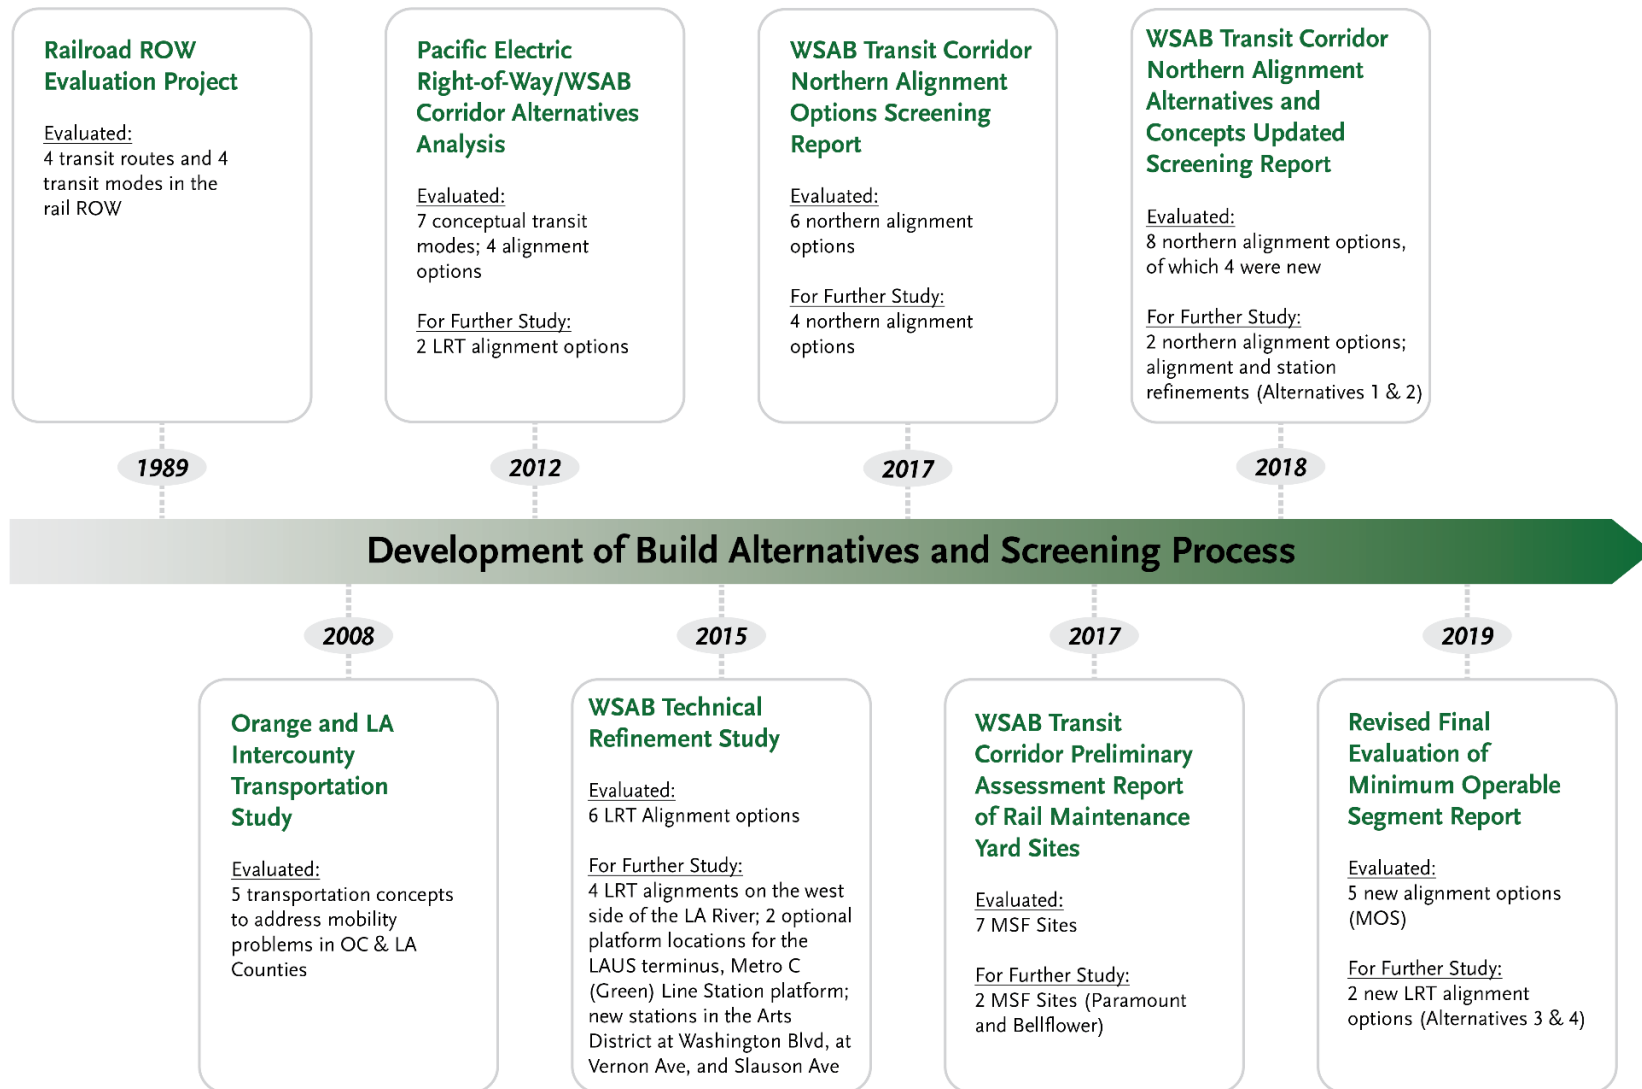 Railroad ROW
Evaluation Project
Evaluated:
4 transit routes and 4
transit modes in the
rail ROW
Pacific Electric
Right-of-Way/WSAB
Corridor Alternatives
Analysis
Evaluated:
7 conceptual transit
modes; 4 alignment
options
For Further Study:
2 LRT alignment options
WSAB Transit Corridor
Northern Alignment
Options Screening
Report
Evaluated:
6 northern alignment
options
For Further Study:
4 northern alignment
options
WSAB Transit Corridor
Northern Alignment
Alternatives and
Concepts Updated
Screening Report
Evaluated:
8 northern alignment options,
of which 4 were new
For Further Study:
2 northern alignment options;
alignment and station
refinements (Alternatives 1 & 2)
1989
2012
2017
2018
Development of Build Alternatives and Screening Process
2008
2015
2017
2019
Orange and LA
Intercounty
Transportation
Study
Evaluated:
5 transportation concepts
to address mobility
problems in OC & LA
Counties
WSAB Technical
Refinement Study
Evaluated:
6 LRT Alignment options
For Further Study:
4 LRT alignments on the west
side of the LA River; 2 optional
platform locations for the
LAUS terminus, Metro C
(Green) Line Station platform;
new stations in the Arts
District at Washington Blvd, at
Vernon Ave, and Slauson Ave
WSAB Transit
Corridor Preliminary
Assessment Report
of Rail Maintenance
Yard Sites
Evaluated:
7 MSF Sites
For Further Study:
2 MSF Sites (Paramount
and Bellflower)
Revised Final
Evaluation of
Minimum Operable
Segment Report
Evaluated:
5 new alignment options
(MOS)
For Further Study:
2 new LRT alignment
options (Alternatives 3 & 4)